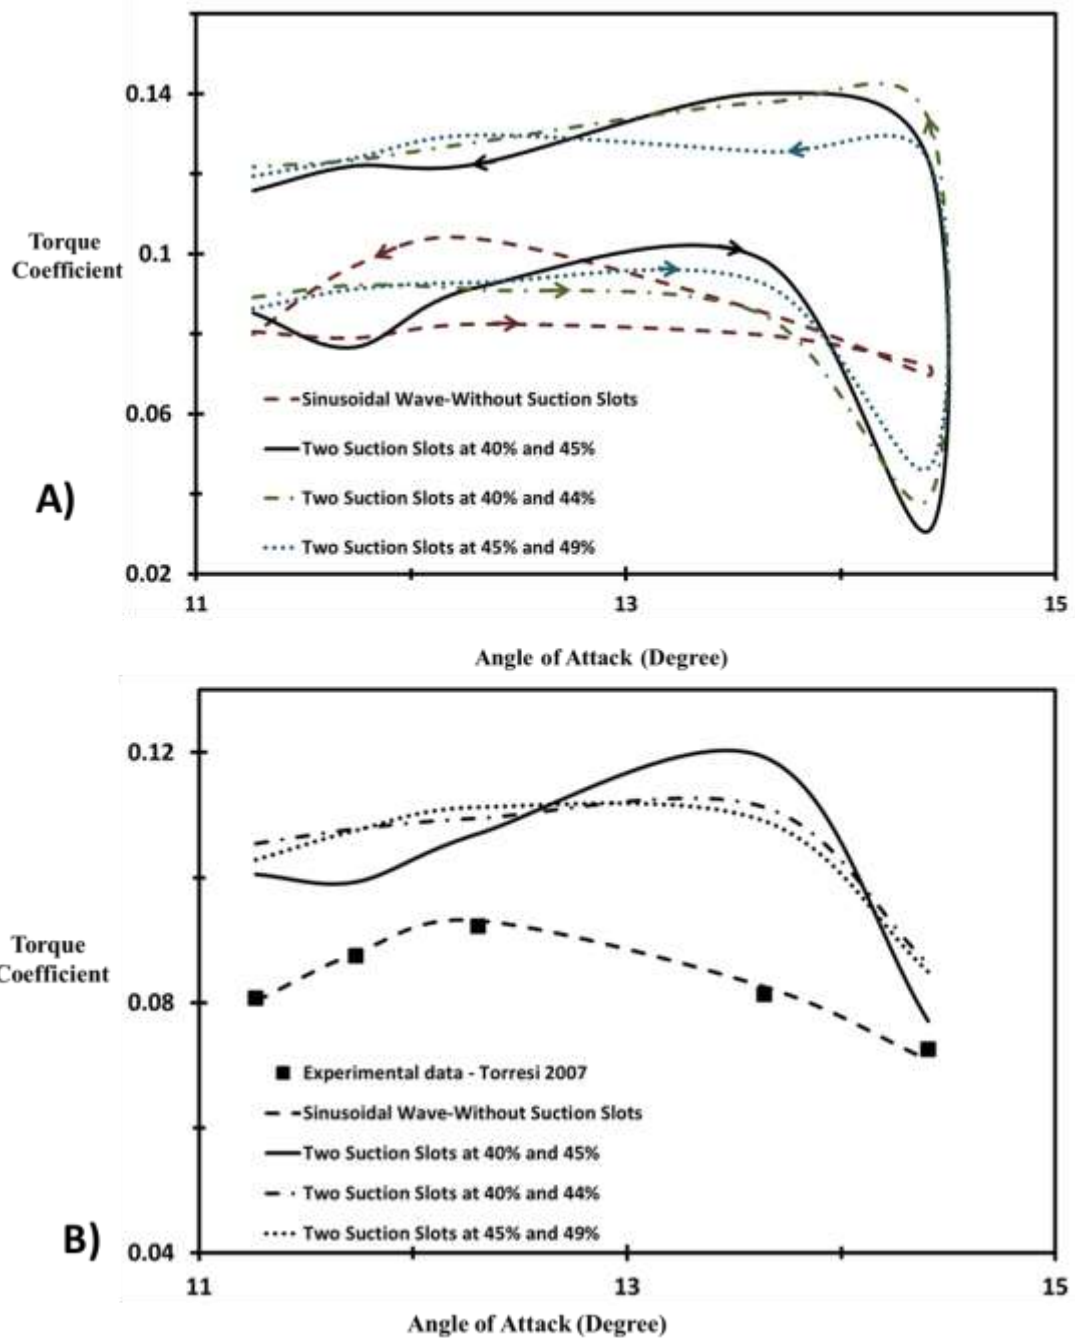 0.14
Torque
Coefficient
0.1
0.06
0.02
Sinusoidal Wave-Without Suction Slots
Two Suction Slots at 40% and 45%
Two Suction Slots at 40% and 44%
Two Suction Slots at 45% and 49%
A)
11
13
15
Angle of Attack (Degree)
0.12
Torque
Coefficient
0.08
0.04
Experimental data - Torresi 2007
Sinusoidal Wave-Without Suction Slots
Two Suction Slots at 40% and 45%
Two Suction Slots at 40% and 44%
Two Suction Slots at 45% and 49%
B)
11
13
15
Angle of Attack (Degree)